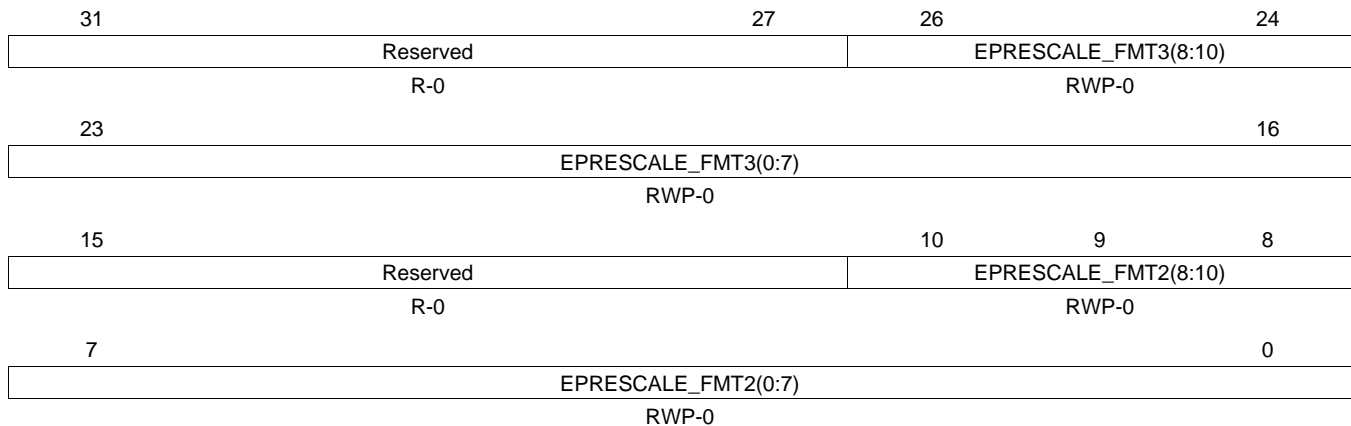 31 27 26 24
Reserved EPRESCALE_FMT3(8:10)
R-0 RWP-0
23 16
EPRESCALE_FMT3(0:7)
RWP-0
15 10 9 8
Reserved EPRESCALE_FMT2(8:10)
R-0 RWP-0
7 0
EPRESCALE_FMT2(0:7)
RWP-0